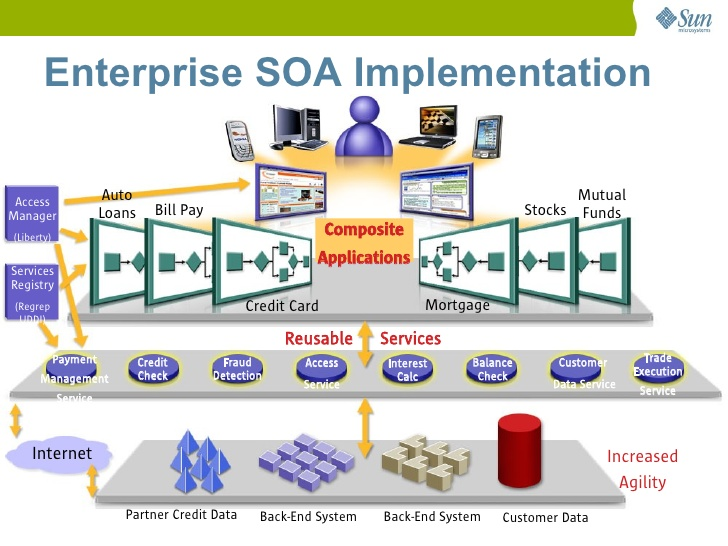 Sun
microsystems
Enterprise SOA Implementation
Access
Manager
(Liberty)
Auto
Loans
Bill Pay
Stocks
Mutual
Funds
Composite
Applications
Services
Registry
(Regrep
UDDI)
Credit Card
Mortgage
Reusable Services
Payment
Management
Service
Credit
Check
Fraud
Detection
Access
Service
Interest
Calc
Balance
Check
Customer
Data Service
Trade
Execution
Service
Internet
Increased
Agility
Partner Credit Data
Back-End System
Back-End System
Customer Data